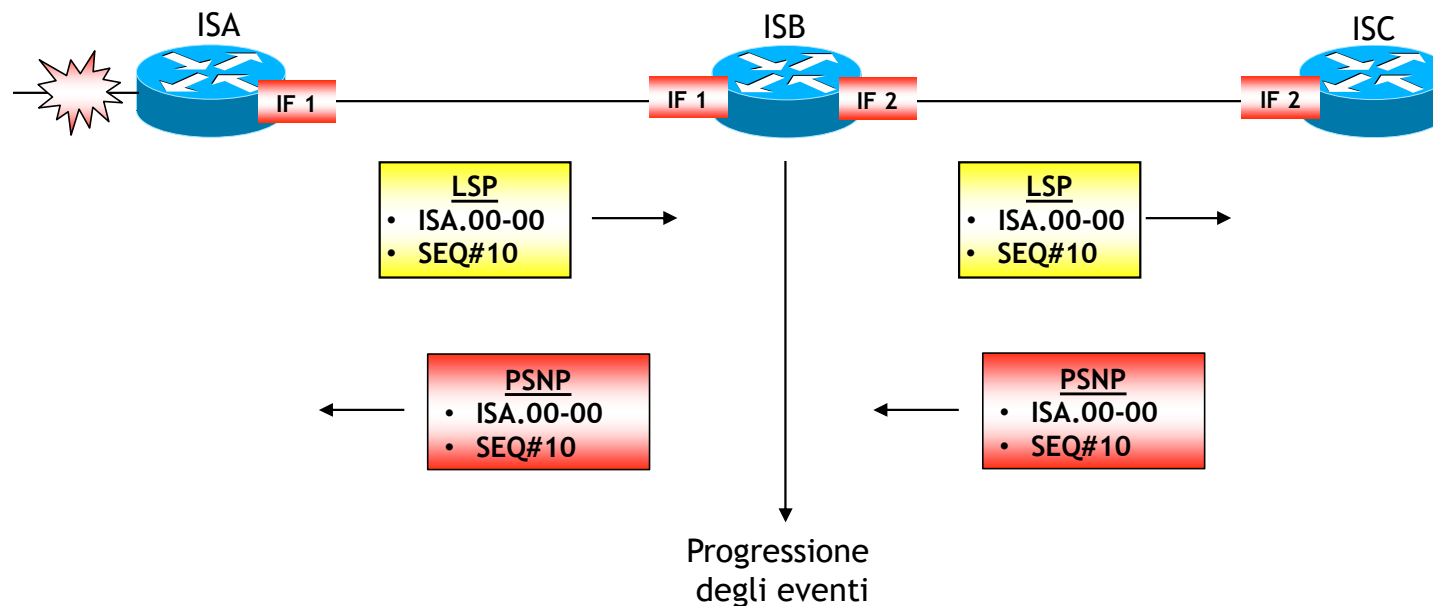 ISA
ISB
ISC
IF 1
IF 1
IF 2
IF 2
LSP
• ISA.00-00
• SEQ#10
LSP
• ISA.00-00
• SEQ#10
PSNP
• ISA.00-00
• SEQ#10
PSNP
• ISA.00-00
• SEQ#10
Progressione
degli eventi